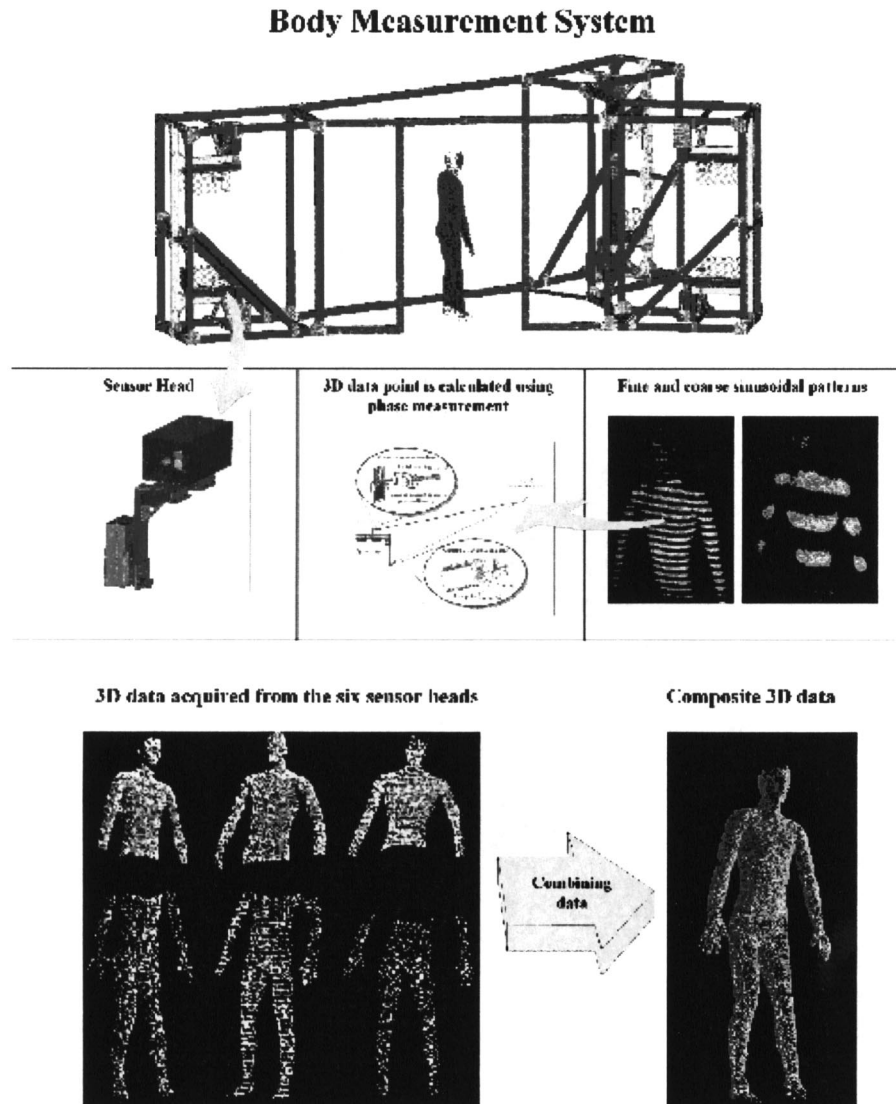 Body Measurement System
Sensor Head
3D data point is calculated using
phase measurement
Fine and coarse sinusoidal patterns
3D data acquired from the six sensor heads
Composite 3D data
Combining
data